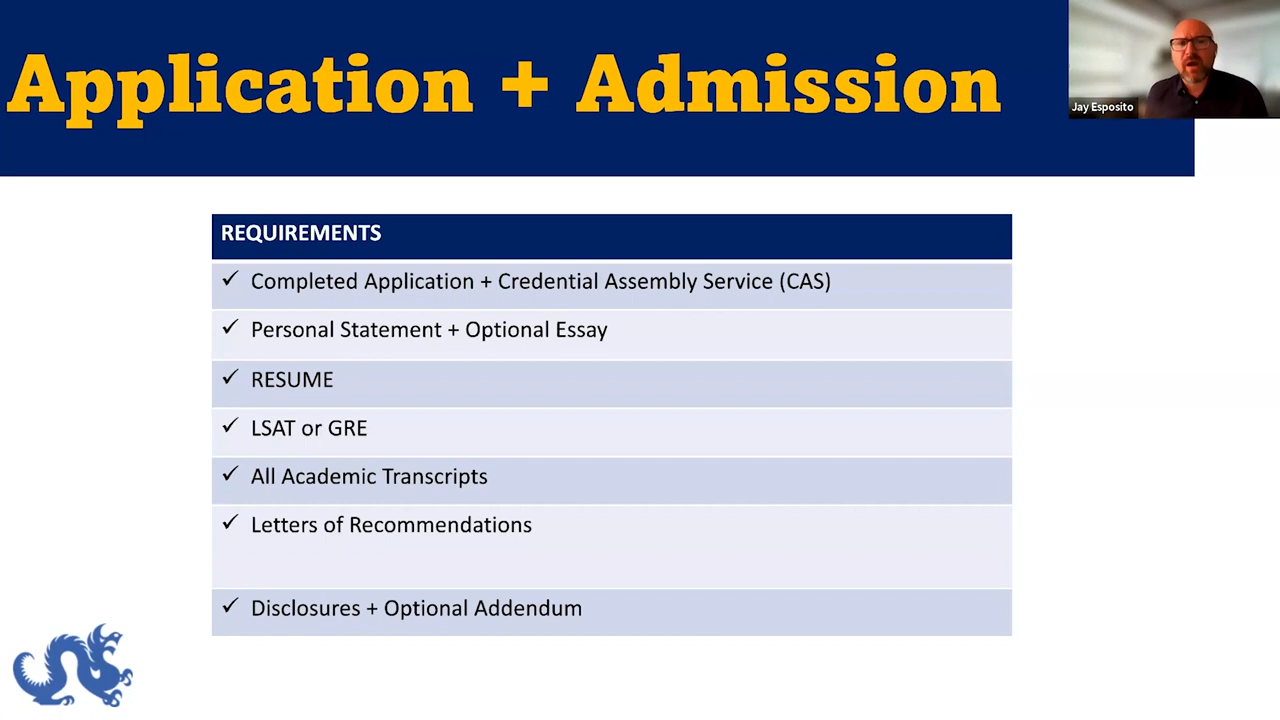 Application + Admission
Jay Esposito
REQUIREMENTS
✓ Completed Application + Credential Assembly Service (CAS)
✓ Personal Statement + Optional Essay
✓ RESUME
✓ LSAT or GRE
✓ All Academic Transcripts
✓ Letters of Recommendations
✓ Disclosures + Optional Addendum